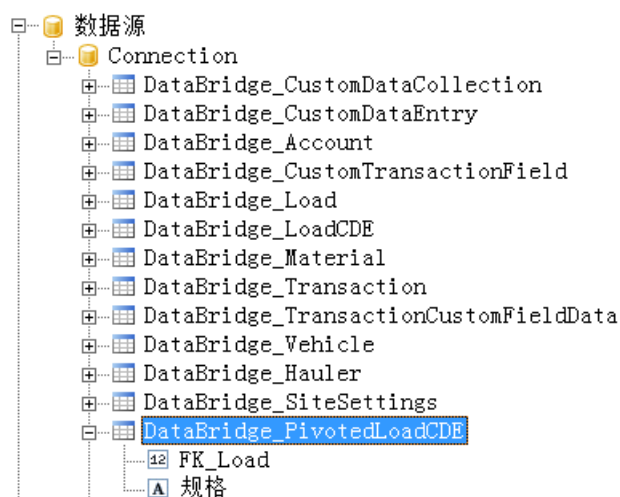 数据源
Connection
DataBridge_CustomDataCollection
DataBridge_CustomDataEntry
DataBridge_Account
DataBridge_CustomTransactionField
DataBridge_Load
DataBridge_LoadCDE
DataBridge_Material
DataBridge_Transaction
DataBridge_TransactionCustomFieldData
DataBridge_Vehicle
DataBridge_Hauler
DataBridge_SiteSettings
DataBridge_PivotedLoadCDE
12 FK_Load
A 规格